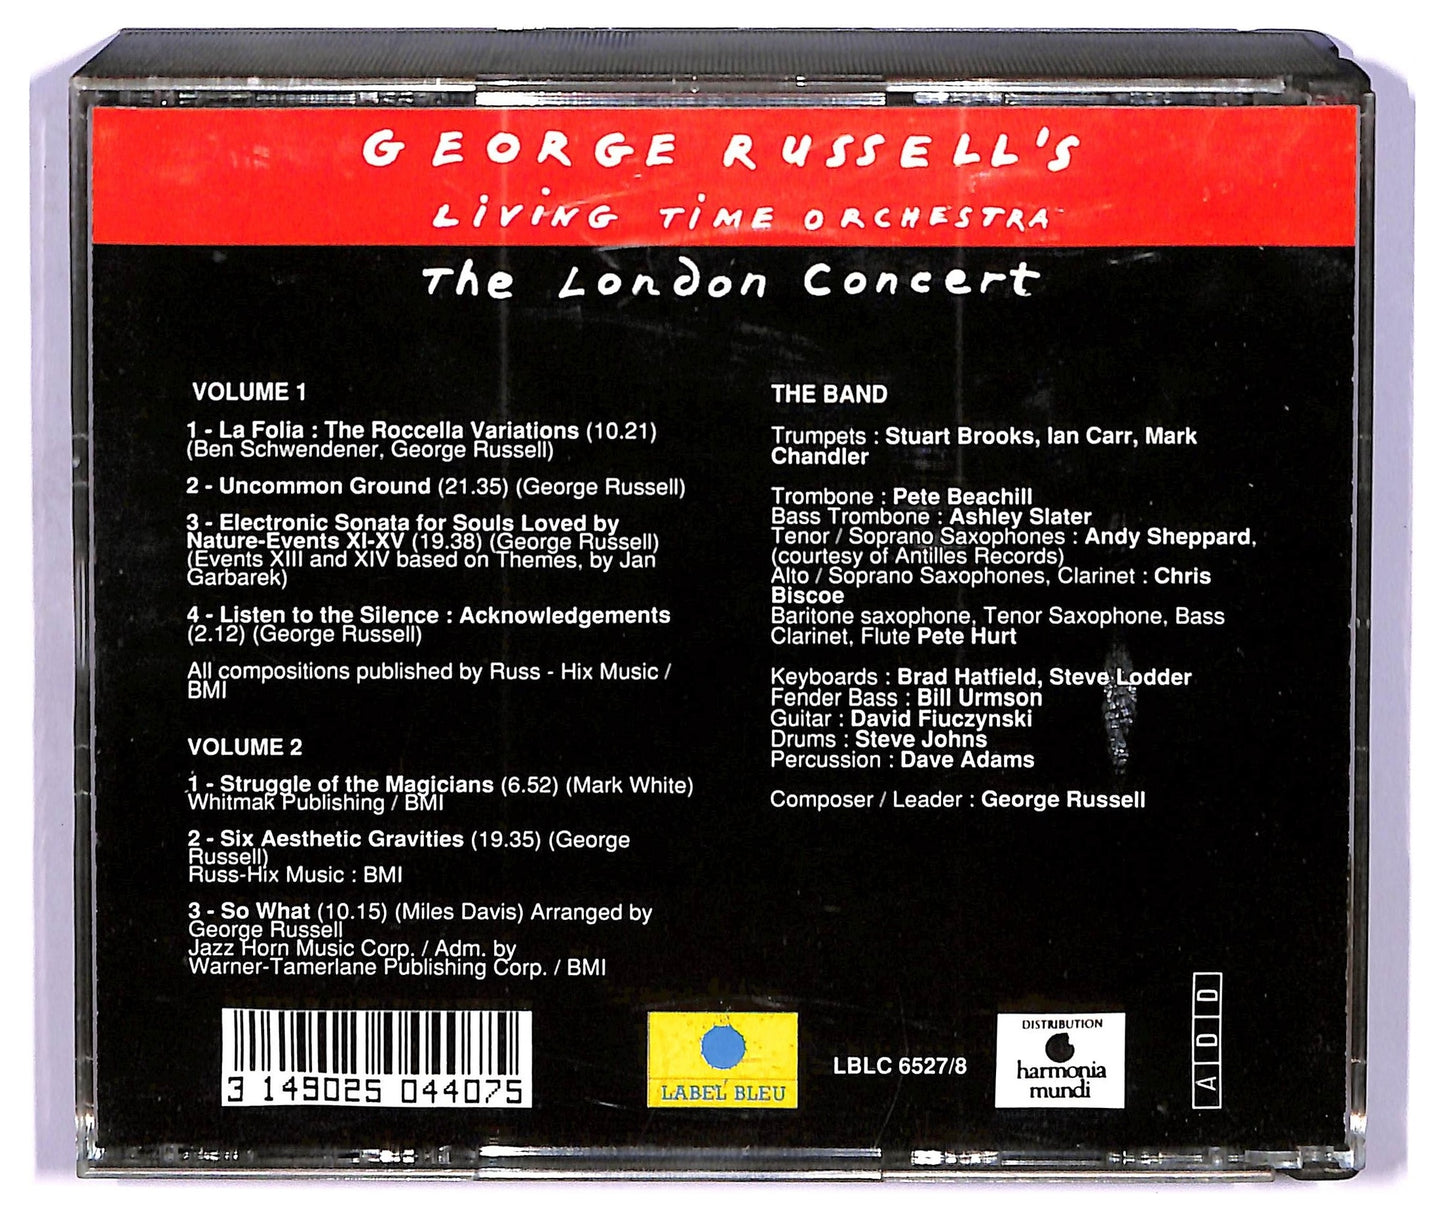 GEORGE RUSSELL'S
LiViNG TiME ORCHESTRA
The London Concert
VOLUME 1
1 - La Folia : The Roccella Variations (10.21)
(Ben Schwendener, George Russell)
2 - Uncommon Ground (21.35) (George Russell)
3 - Electronic Sonata for Souls Loved by
Nature-Events XI-XV (19.38) (George Russell)
(Events XIII and XIV based on Themes, by Jan
Garbarek)
4 - Listen to the Silence : Acknowledgements
(2.12) (George Russell)
All compositions published by Russ - Hix Music /
BMI
VOLUME 2
1 - Struggle of the Magicians (6.52) (Mark White)
Whitmak Publishing / BMI
2 - Six Aesthetic Gravities (19.35) (George
Russell)
Russ-Hix Music : BMI
3 - So What (10.15) (Miles Davis) Arranged by
George Russell
Jazz Horn Music Corp. / Adm. by
Warner-Tamerlane Publishing Corp. / BMI
THE BAND
Trumpets : Stuart Brooks, Ian Carr, Mark
Chandler
Trombone : Pete Beachill
Bass Trombone : Ashley Slater
Tenor / Soprano Saxophones : Andy Sheppard,
(courtesy of Antilles Records)
Alto / Soprano Saxophones, Clarinet : Chris
Biscoe
Baritone saxophone, Tenor Saxophone, Bass
Clarinet, Flute Pete Hurt
Keyboards : Brad Hatfield, Steve Lodder
Fender Bass : Bill Urmson
Guitar : David Fiuczynski
Drums : Steve Johns
Percussion : Dave Adams
Composer / Leader : George Russell
3 149025 044075
LABEL BLEU
LBLC 6527/8
DISTRIBUTION
harmonia
mundi
ADD